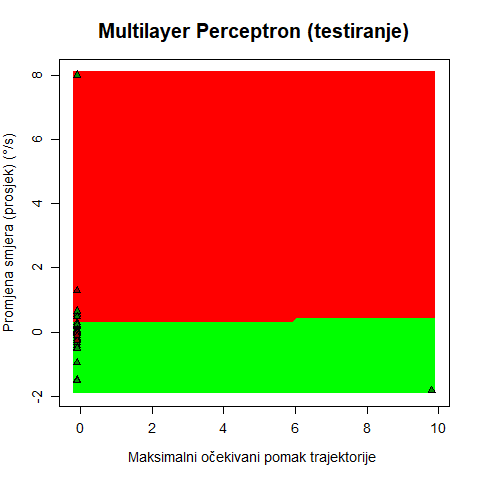 Multilayer Perceptron (testiranje)
Promjena smjera (prosjek) (°/s)
8
6
4
2
0
-2
0 2 4 6 8 10
Maksimalni očekivani pomak trajektorije